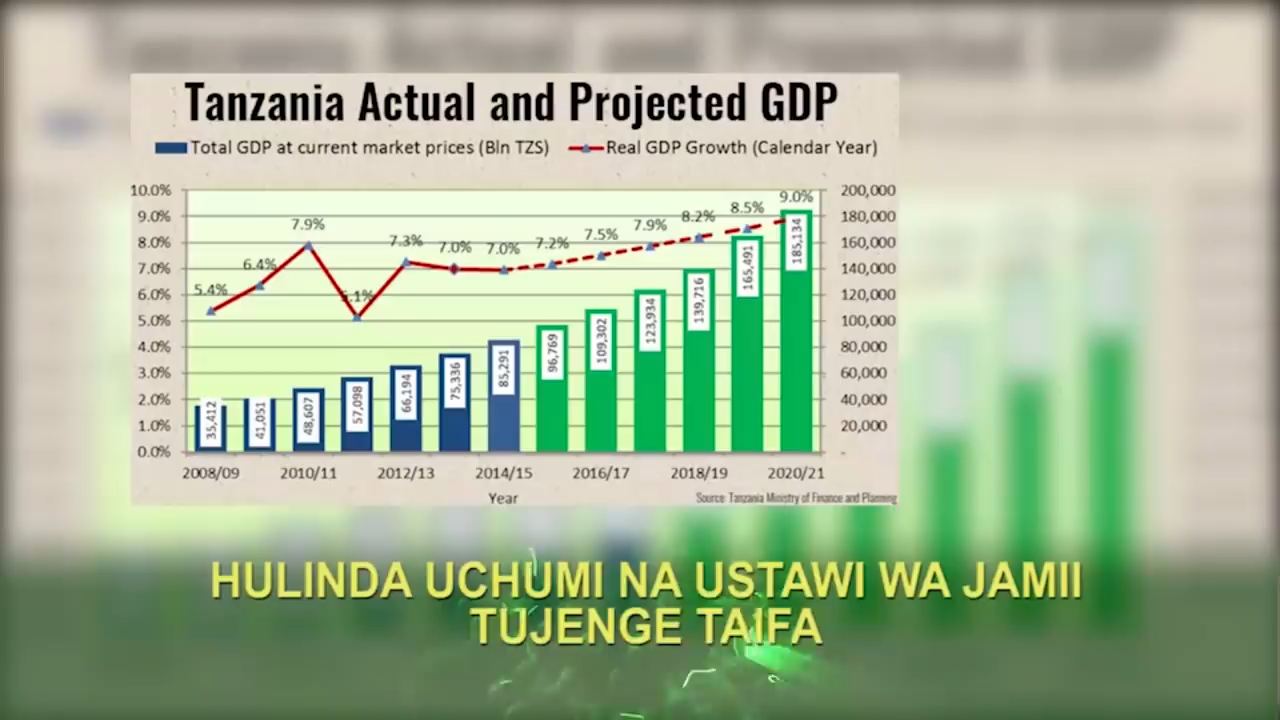 Tanzania Actual and Projected GDP
Total GDP at current market prices (Bln TZS) Real GDP Growth (Calendar Year)
10.0% 9.0% 8.0% 7.0% 6.0% 5.0% 4.0% 3.0% 2.0% 1.0% 0.0%
5.4% 6.4% 7.9% 5.1% 7.3% 7.0% 7.0% 7.2% 7.5% 7.9% 8.2% 8.5% 9.0%
35,412 41,051 48,607 57,098 66,194 75,336 85,291 96,769 109,302 123,934 139,716 165,491 185,134
200,000 180,000 160,000 140,000 120,000 100,000 80,000 60,000 40,000 20,000 -
2008/09 2010/11 2012/13 2014/15 2016/17 2018/19 2020/21
Year
Source: Tanzania Ministry of Finance and Planning
HULINDA UCHUMI NA USTAWI WA JAMII
TUJENGE TAIFA